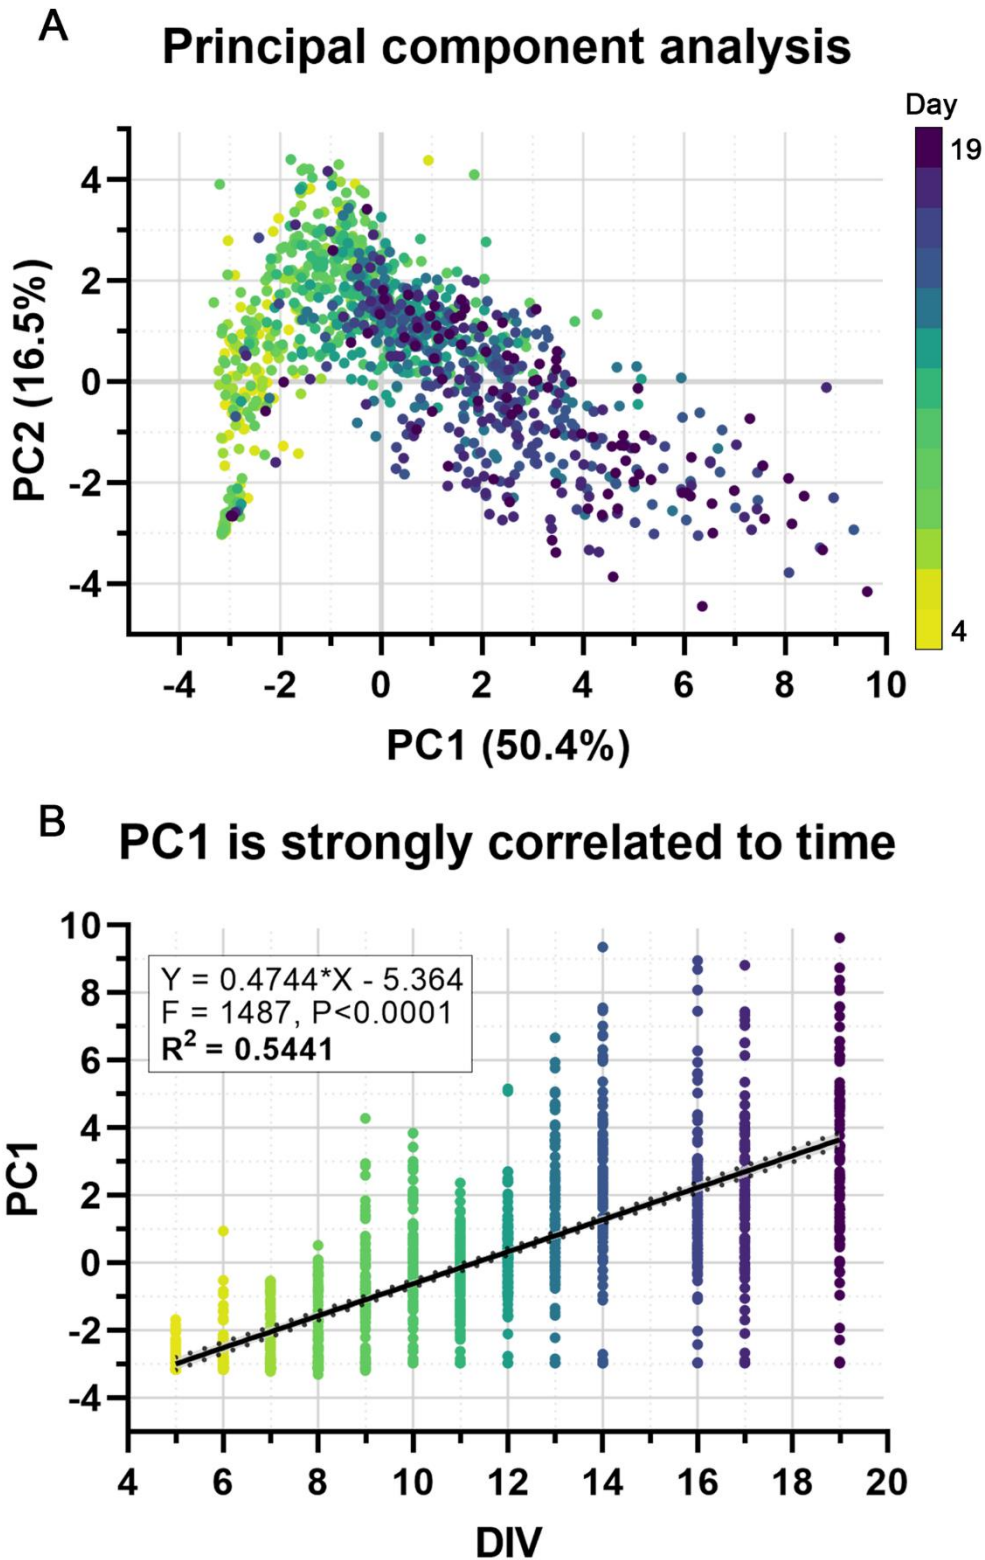 A
Principal component analysis
Day
19
4
4
2
0
-2
-4
PC2 (16.5%)
-4 -2 0 2 4 6 8 10
PC1 (50.4%)
B
PC1 is strongly correlated to time
10
8
6
4
2
0
-2
-4
PC1
Y = 0.4744*X - 5.364
F = 1487, P<0.0001
R² = 0.5441
4 6 8 10 12 14 16 18 20
DIV